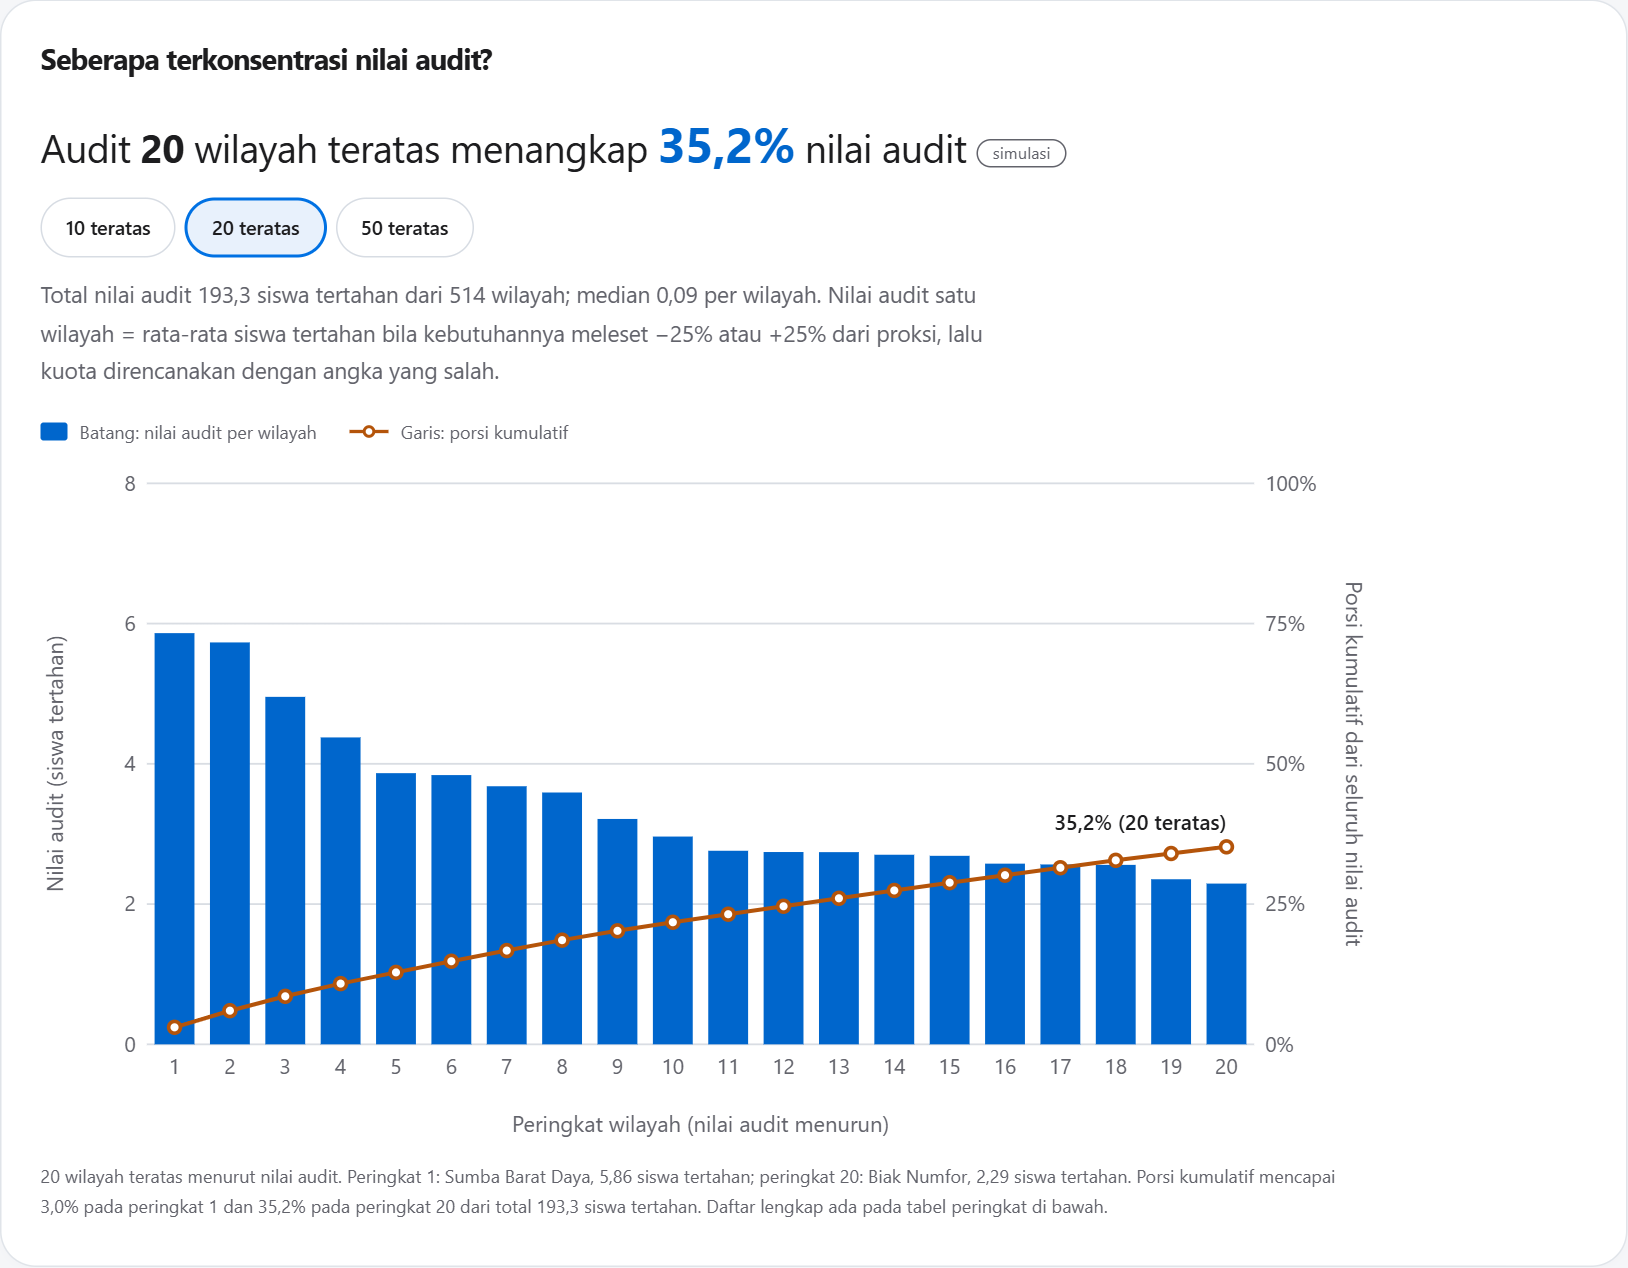 Seberapa terkonsentrasi nilai audit?
Audit 20 wilayah teratas menangkap 35,2% nilai audit simulasi
10 teratas 20 teratas 50 teratas
Total nilai audit 193,3 siswa tertahan dari 514 wilayah; median 0,09 per wilayah. Nilai audit satu
wilayah = rata-rata siswa tertahan bila kebutuhannya meleset −25% atau +25% dari proksi, lalu
kuota direncanakan dengan angka yang salah.
Batang: nilai audit per wilayah Garis: porsi kumulatif
8 100%
6 75%
4 50%
2 25%
0 0%
Nilai audit (siswa tertahan)
Porsi kumulatif dari seluruh nilai audit
35,2% (20 teratas)
1 2 3 4 5 6 7 8 9 10 11 12 13 14 15 16 17 18 19 20
Peringkat wilayah (nilai audit menurun)
20 wilayah teratas menurut nilai audit. Peringkat 1: Sumba Barat Daya, 5,86 siswa tertahan; peringkat 20: Biak Numfor, 2,29 siswa tertahan. Porsi kumulatif mencapai
3,0% pada peringkat 1 dan 35,2% pada peringkat 20 dari total 193,3 siswa tertahan. Daftar lengkap ada pada tabel peringkat di bawah.